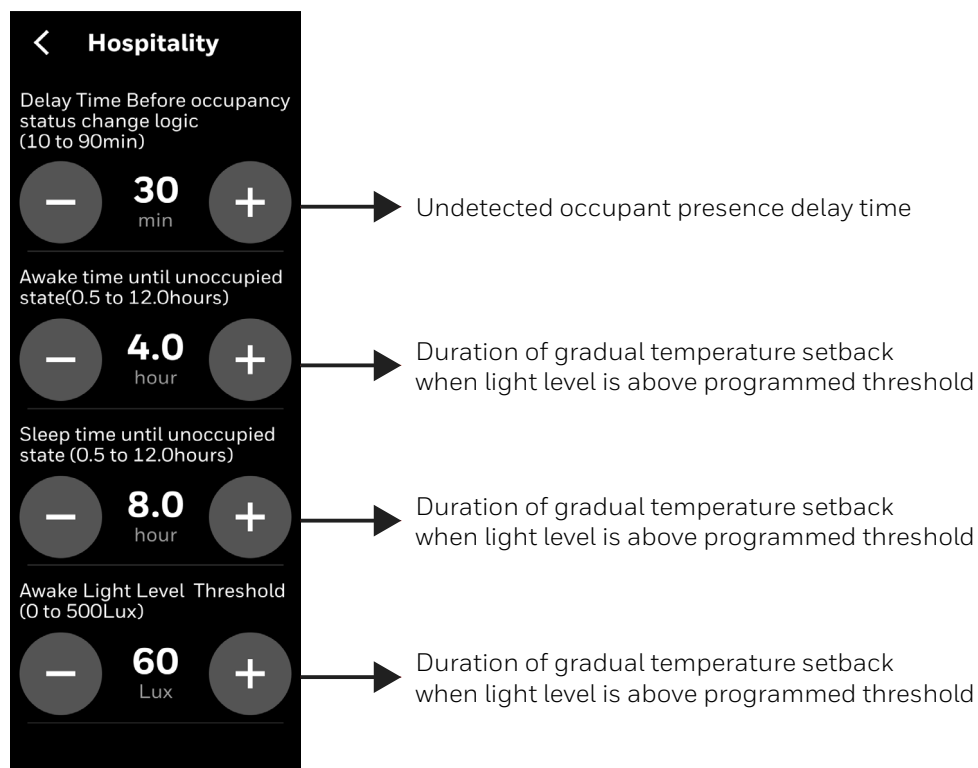 Hospitality
Delay Time Before occupancy
status change logic
(10 to 90min)
30
min
Undetected occupant presence delay time
Awake time until unoccupied
state(0.5 to 12.0hours)
4.0
hour
Duration of gradual temperature setback
when light level is above programmed threshold
Sleep time until unoccupied
state (0.5 to 12.0hours)
8.0
hour
Duration of gradual temperature setback
when light level is above programmed threshold
Awake Light Level Threshold
(0 to 500Lux)
60
Lux
Duration of gradual temperature setback
when light level is above programmed threshold